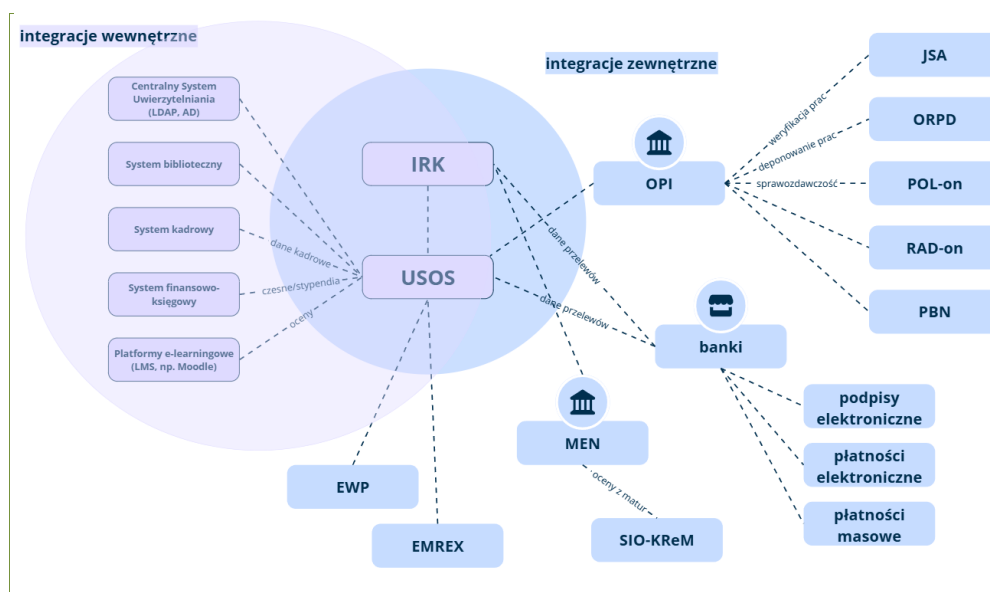 integracje wewnętrzne
Centralny System
Uwierzytelniania
(LDAP, AD)
System biblioteczny
System kadrowy
System finansowo-
księgowy
Platformy e-learningowe
(LMS, np. Moodle)
dane kadrowe
czesne/stypendia
oceny
IRK
USOS
integracje zewnętrzne
OPI
weryfikacja prac
deponowanie prac
sprawozdawczość
JSA
ORPD
POL-on
RAD-on
PBN
dane przelewów
dane przelewów
banki
podpisy
elektroniczne
płatności
elektroniczne
płatności
masowe
MEN
oceny z matur
SIO-KReM
EWP
EMREX